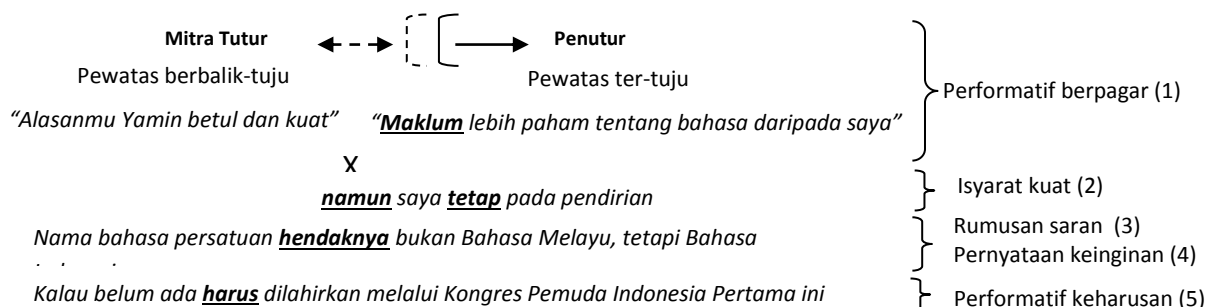 Mitra Tutur Penutur
Pewatas berbalik-tuju Pewatas ter-tuju
Performatif berpagar (1)
“Alasanmu Yamin betul dan kuat” “Maklum lebih paham tentang bahasa daripada saya”
X
namun saya tetap pada pendirian
Isyarat kuat (2)
Nama bahasa persatuan hendaknya bukan Bahasa Melayu, tetapi Bahasa
Rumusan saran (3)
Pernyataan keinginan (4)
Kalau belum ada harus dilahirkan melalui Kongres Pemuda Indonesia Pertama ini
Performatif keharusan (5)